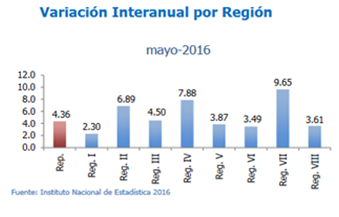 Variación Interanual por Región
mayo-2016
12.0
10.0
8.0
6.0
4.0
2.0
0.0
4.36
2.30
6.89
4.50
7.88
3.87
3.49
9.65
3.61
Rep.
Reg. I
Reg. II
Reg. III
Reg. IV
Reg. V
Reg. VI
Reg. VII
Reg. VIII
Fuente: Instituto Nacional de Estadística 2016